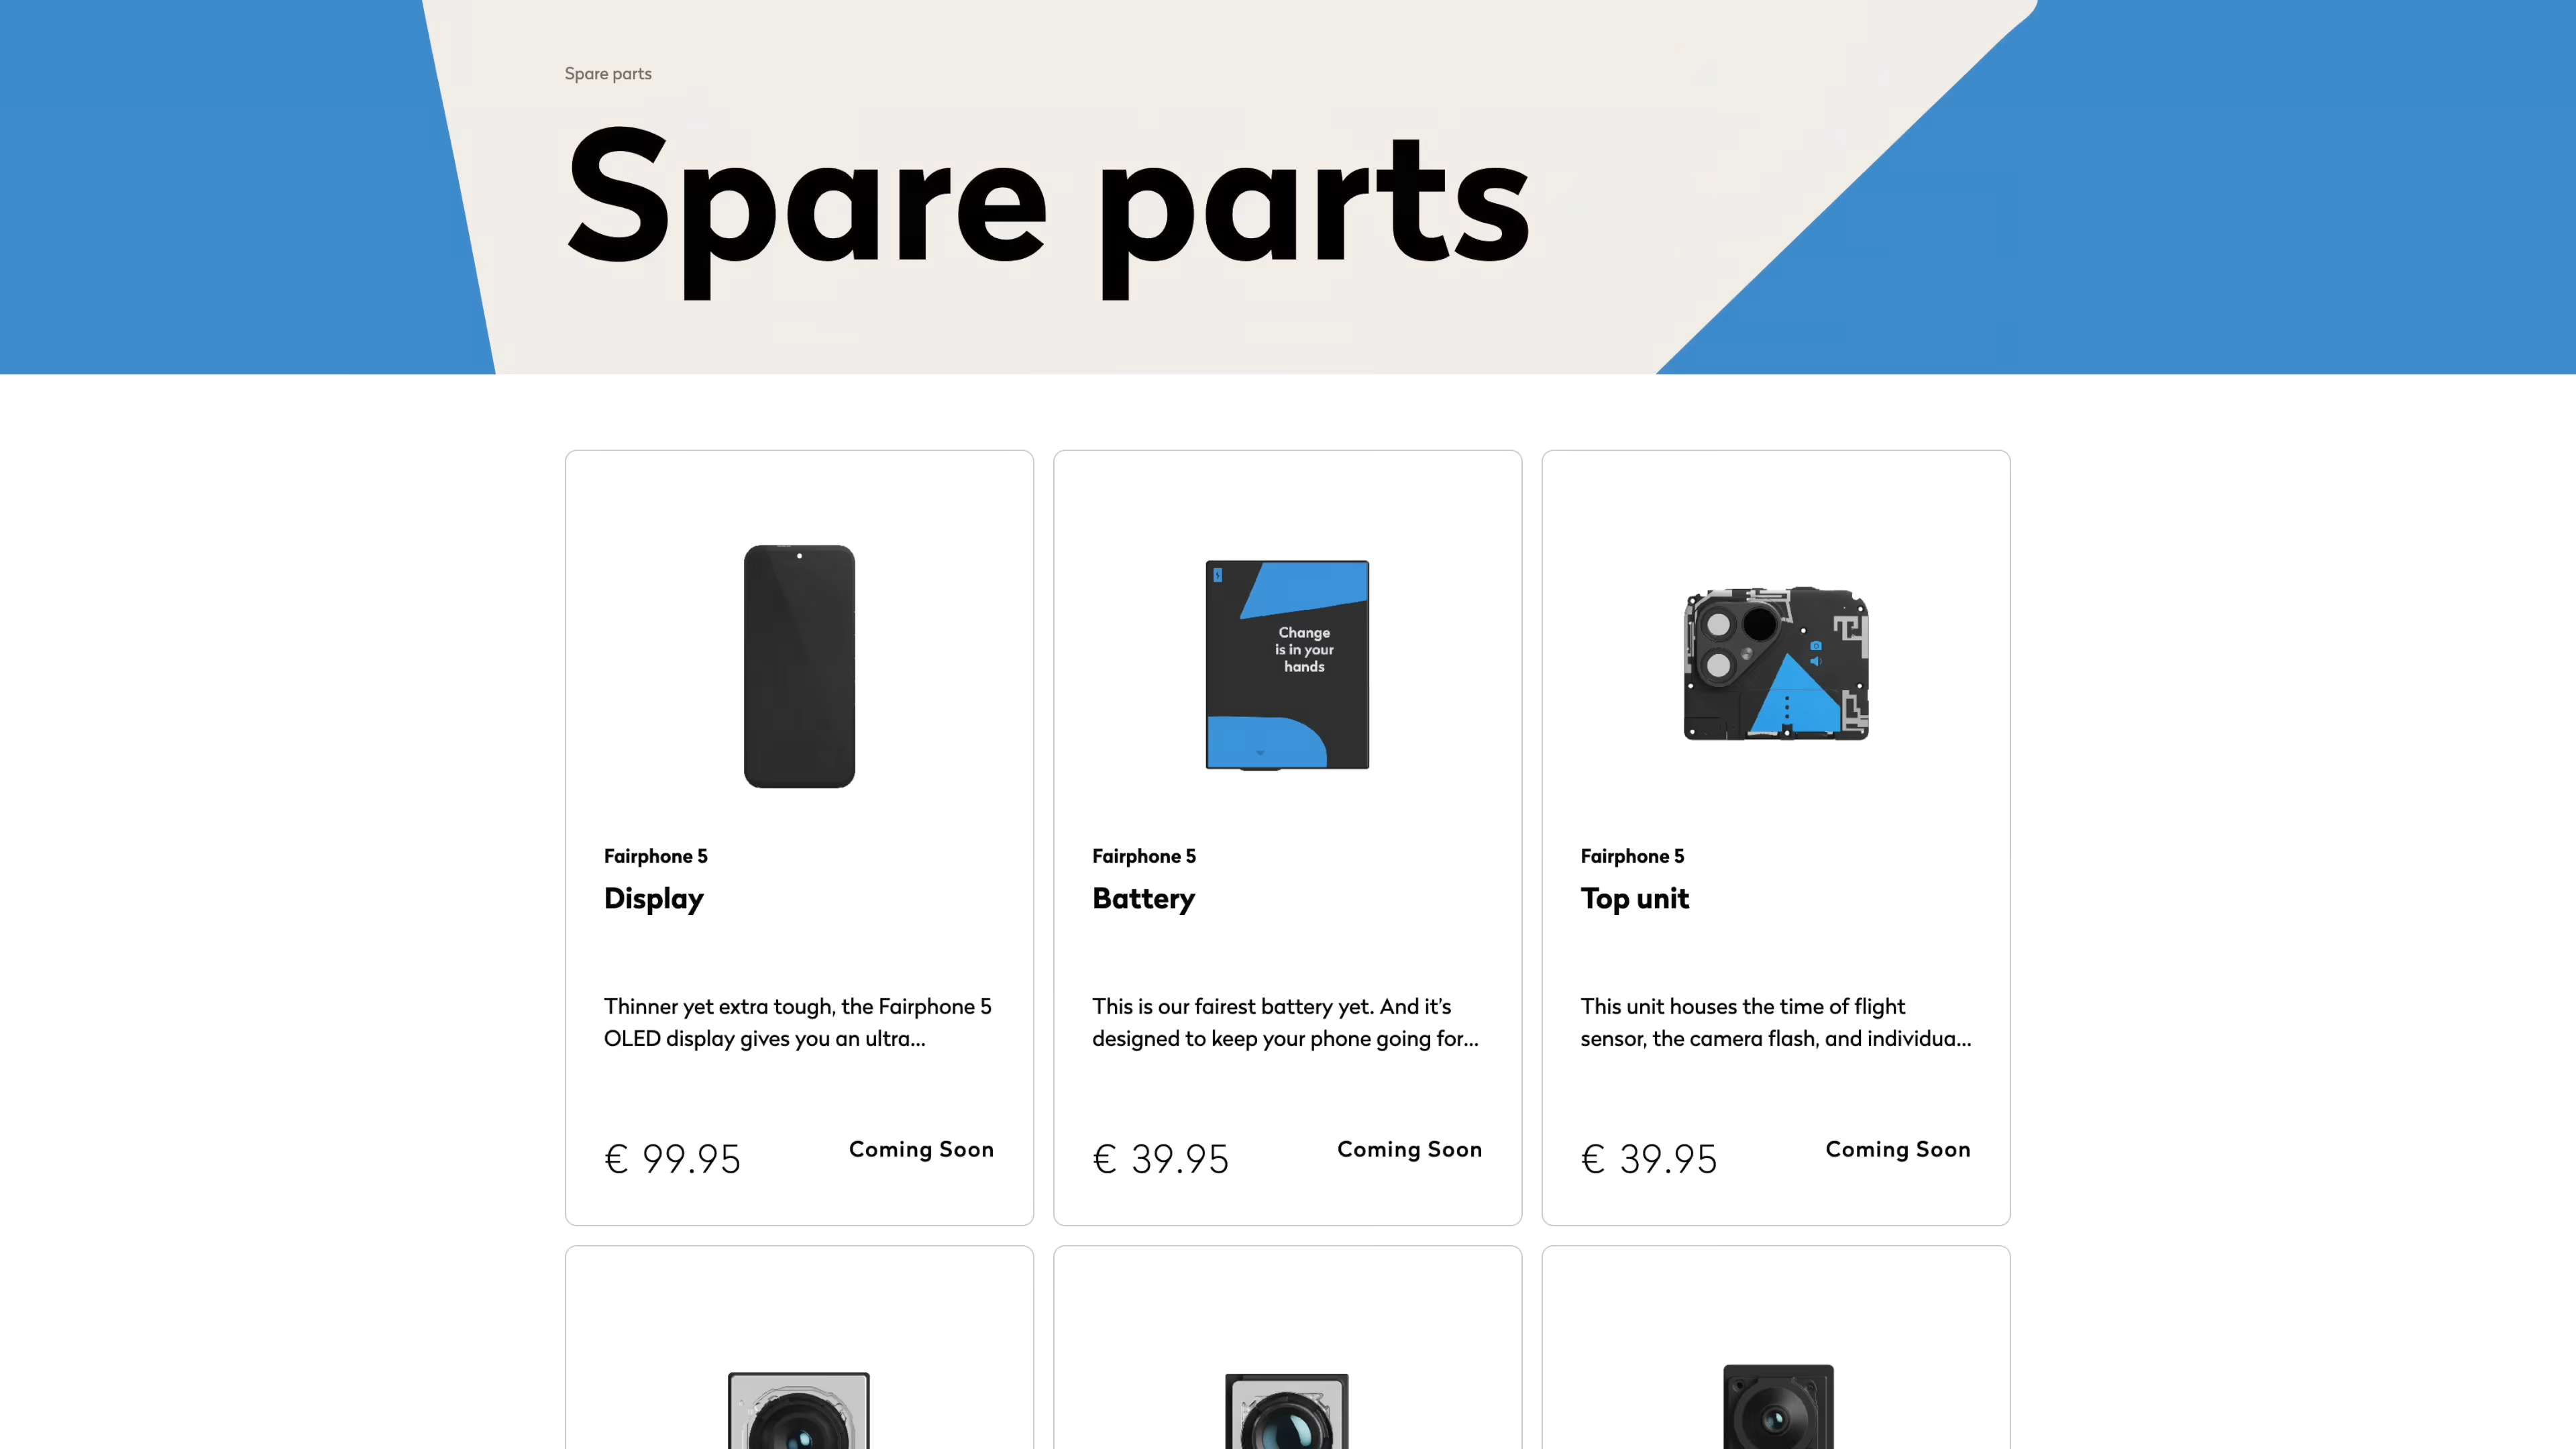 Spare parts
Spare parts
Change
is in your
hands
Fairphone 5
Display
Thinner yet extra tough, the Fairphone 5
OLED display gives you an ultra...
€ 99.95
Coming Soon
Fairphone 5
Battery
This is our fairest battery yet. And it's
designed to keep your phone going for...
€ 39.95
Coming Soon
Fairphone 5
Top unit
This unit houses the time of flight
sensor, the camera flash, and individua...
€ 39.95
Coming Soon